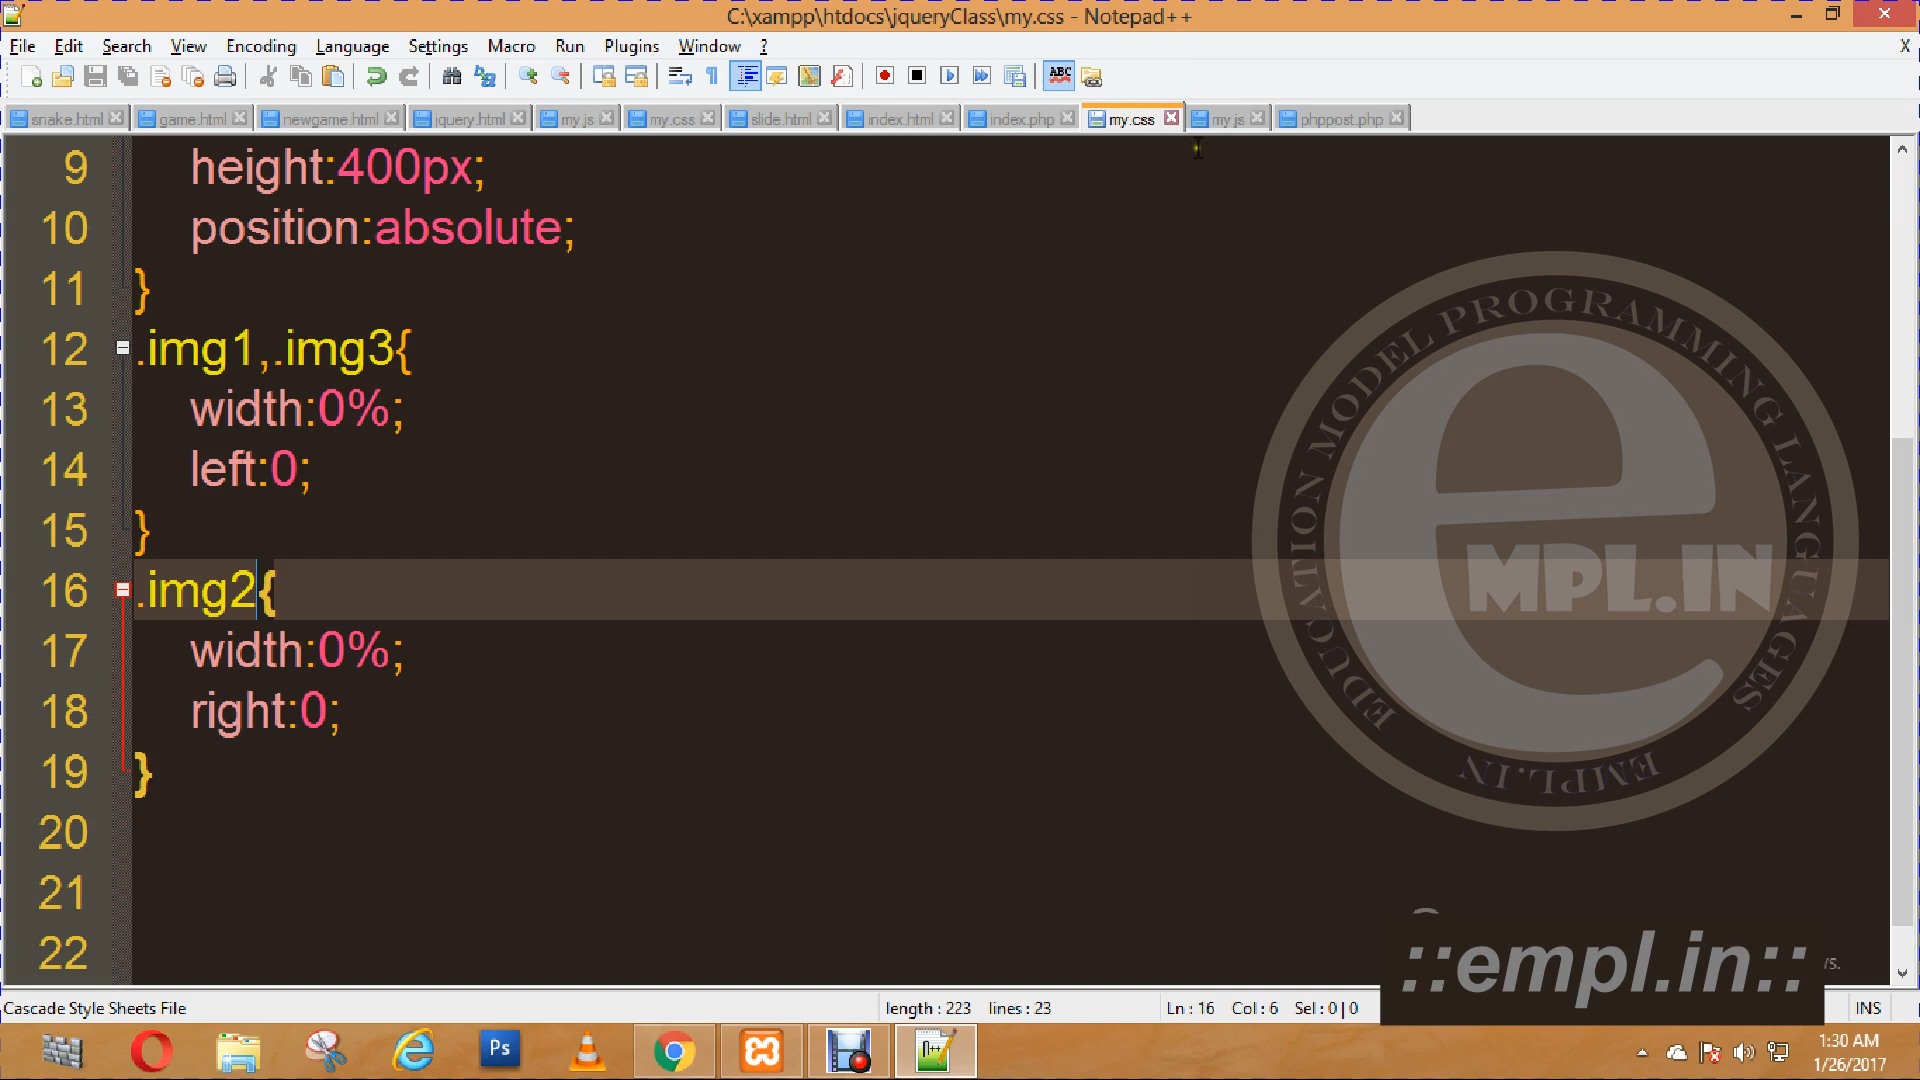 C:\xampp\htdocs\jqueryClass\my.css - Notepad++
File Edit Search View Encoding Language Settings Macro Run Plugins Window ? X
ABC
snake.html game.html newgame.html jquery.html my.js my.css slide.html index.html index.php my.css my.js phppost.php
9 height:400px;
10 position:absolute;
11 }
12 .img1,.img3{
13 width:0%;
14 left:0;
15 }
16 .img2{
17 width:0%;
18 right:0;
19 }
20
21
22
EDUCATION MODEL PROGRAMMING LANGUAGES
eMPL.IN
EMPL.IN
::empl.in::
Cascade Style Sheets File length : 223 lines : 23 Ln : 16 Col : 6 Sel : 0 | 0 INS
Ps
1:30 AM
1/26/2017